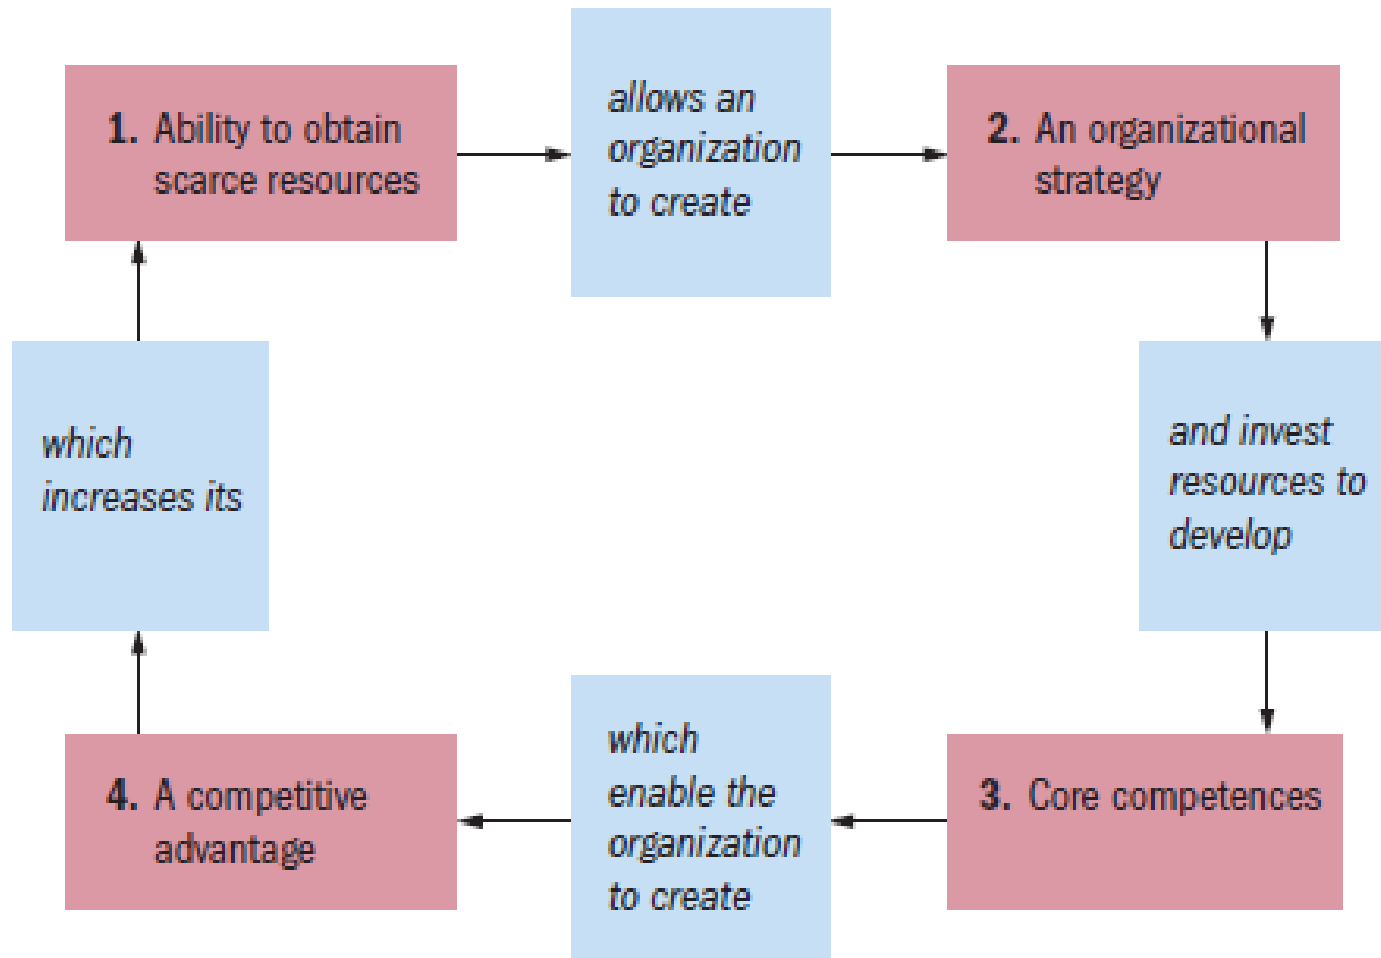 1. Ability to obtain
scarce resources
allows an
organization
to create
2. An organizational
strategy
and invest
resources to
develop
3. Core competences
which
enable the
organization
to create
4. A competitive
advantage
which
increases its